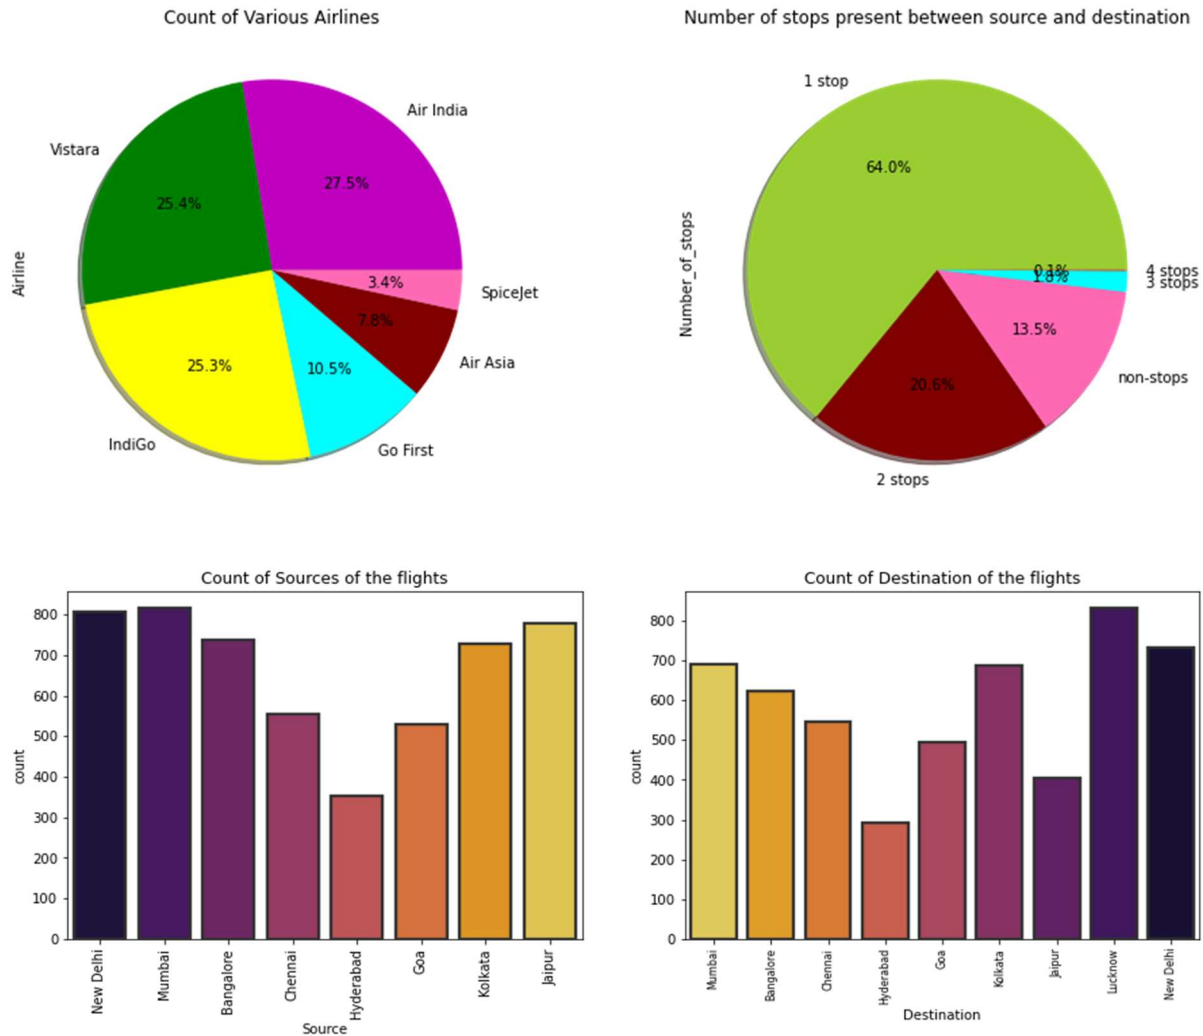 Count of Various Airlines
Airline
Air India
27.5%
Vistara
25.4%
IndiGo
25.3%
Go First
10.5%
Air Asia
7.8%
SpiceJet
3.4%
Number of stops present between source and destination
Number_of_stops
1 stop
64.0%
2 stops
20.6%
non-stops
13.5%
3 stops
1.8%
4 stops
0.1%
Count of Sources of the flights
count
800
700
600
500
400
300
200
100
0
New Delhi
Mumbai
Bangalore
Chennai
Hyderabad
Goa
Kolkata
Jaipur
Source
Count of Destination of the flights
count
800
700
600
500
400
300
200
100
0
Mumbai
Bangalore
Chennai
Hyderabad
Goa
Kolkata
Jaipur
Lucknow
New Delhi
Destination